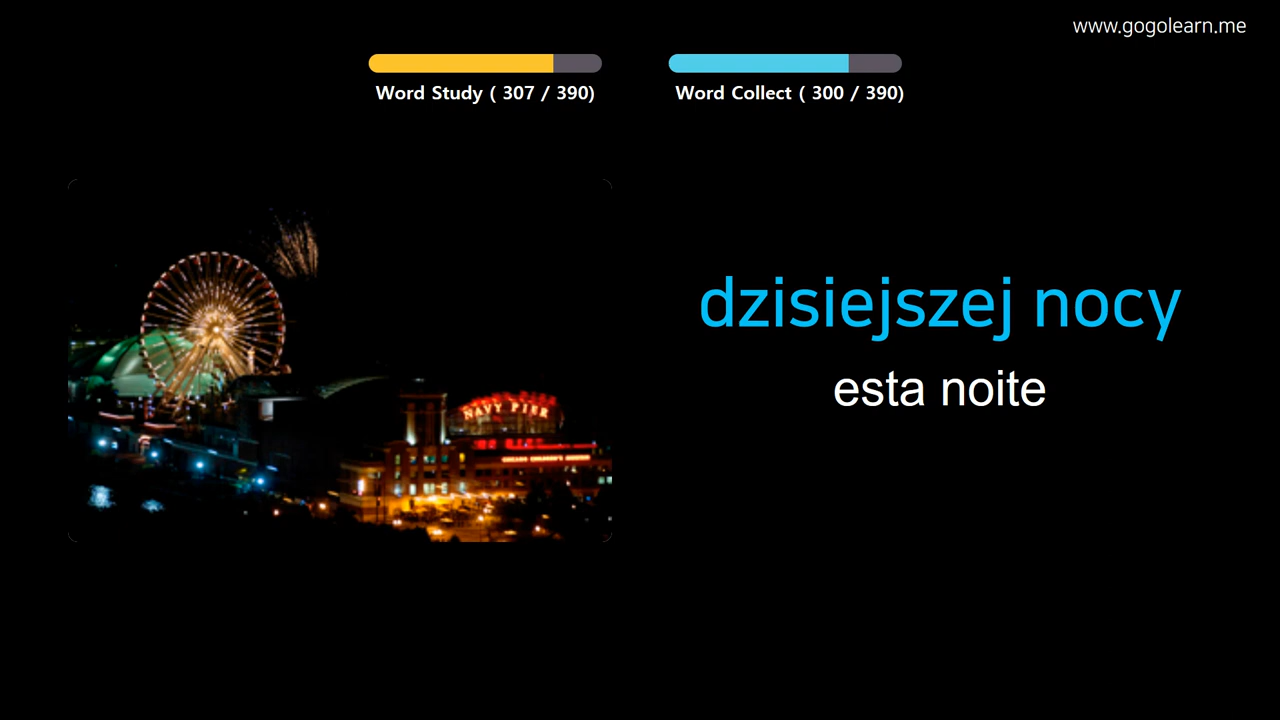 www.gogolearn.me
Word Study ( 307 / 390)
Word Collect ( 300 / 390)
dzisiejszej nocy
esta noite
NAVY PIER